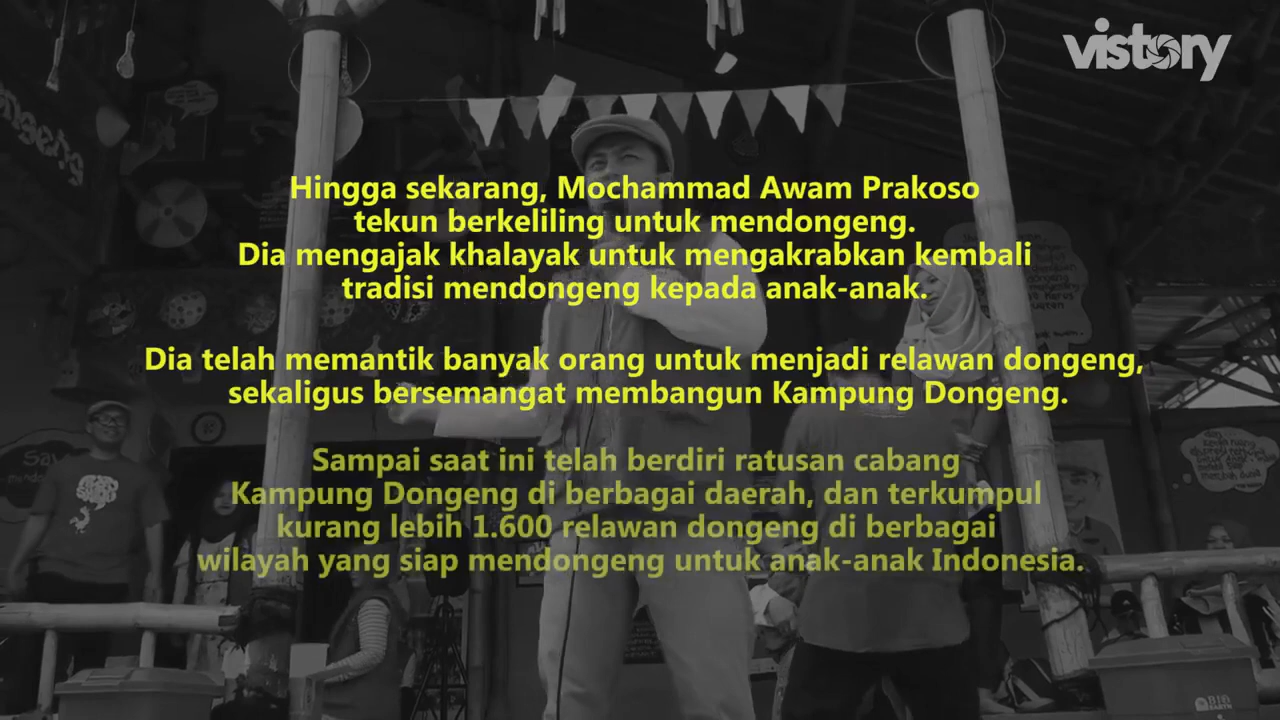 vistory
Hingga sekarang, Mochammad Awam Prakoso
tekun berkeliling untuk mendongeng.
Dia mengajak khalayak untuk mengakrabkan kembali
tradisi mendongeng kepada anak-anak.
Dia telah memantik banyak orang untuk menjadi relawan dongeng,
sekaligus bersemangat membangun Kampung Dongeng.
Sampai saat ini telah berdiri ratusan cabang
Kampung Dongeng di berbagai daerah, dan terkumpul
kurang lebih 1.600 relawan dongeng di berbagai
wilayah yang siap mendongeng untuk anak-anak Indonesia.